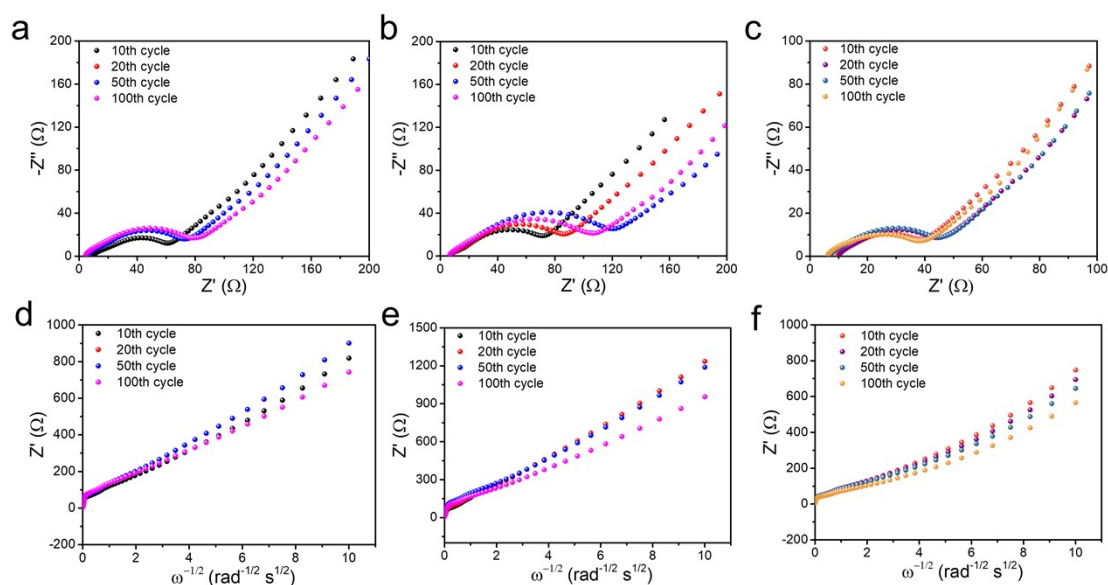 a
200
160
120
80
40
0
-Z" (Ω)
10th cycle
20th cycle
50th cycle
100th cycle
0 40 80 120 160 200
Z' (Ω)
b
200
160
120
80
40
0
-Z" (Ω)
10th cycle
20th cycle
50th cycle
100th cycle
0 40 80 120 160 200
Z' (Ω)
c
100
80
60
40
20
0
-Z" (Ω)
10th cycle
20th cycle
50th cycle
100th cycle
0 20 40 60 80 100
Z' (Ω)
d
1000
800
600
400
200
0
-200
Z' (Ω)
10th cycle
20th cycle
50th cycle
100th cycle
0 2 4 6 8 10
ω⁻¹/² (rad⁻¹/² s¹/²)
e
1500
1200
900
600
300
0
Z' (Ω)
10th cycle
20th cycle
50th cycle
100th cycle
0 2 4 6 8 10
ω⁻¹/² (rad⁻¹/² s¹/²)
f
1000
800
600
400
200
0
-200
Z' (Ω)
10th cycle
20th cycle
50th cycle
100th cycle
0 2 4 6 8 10
ω⁻¹/² (rad⁻¹/² s¹/²)